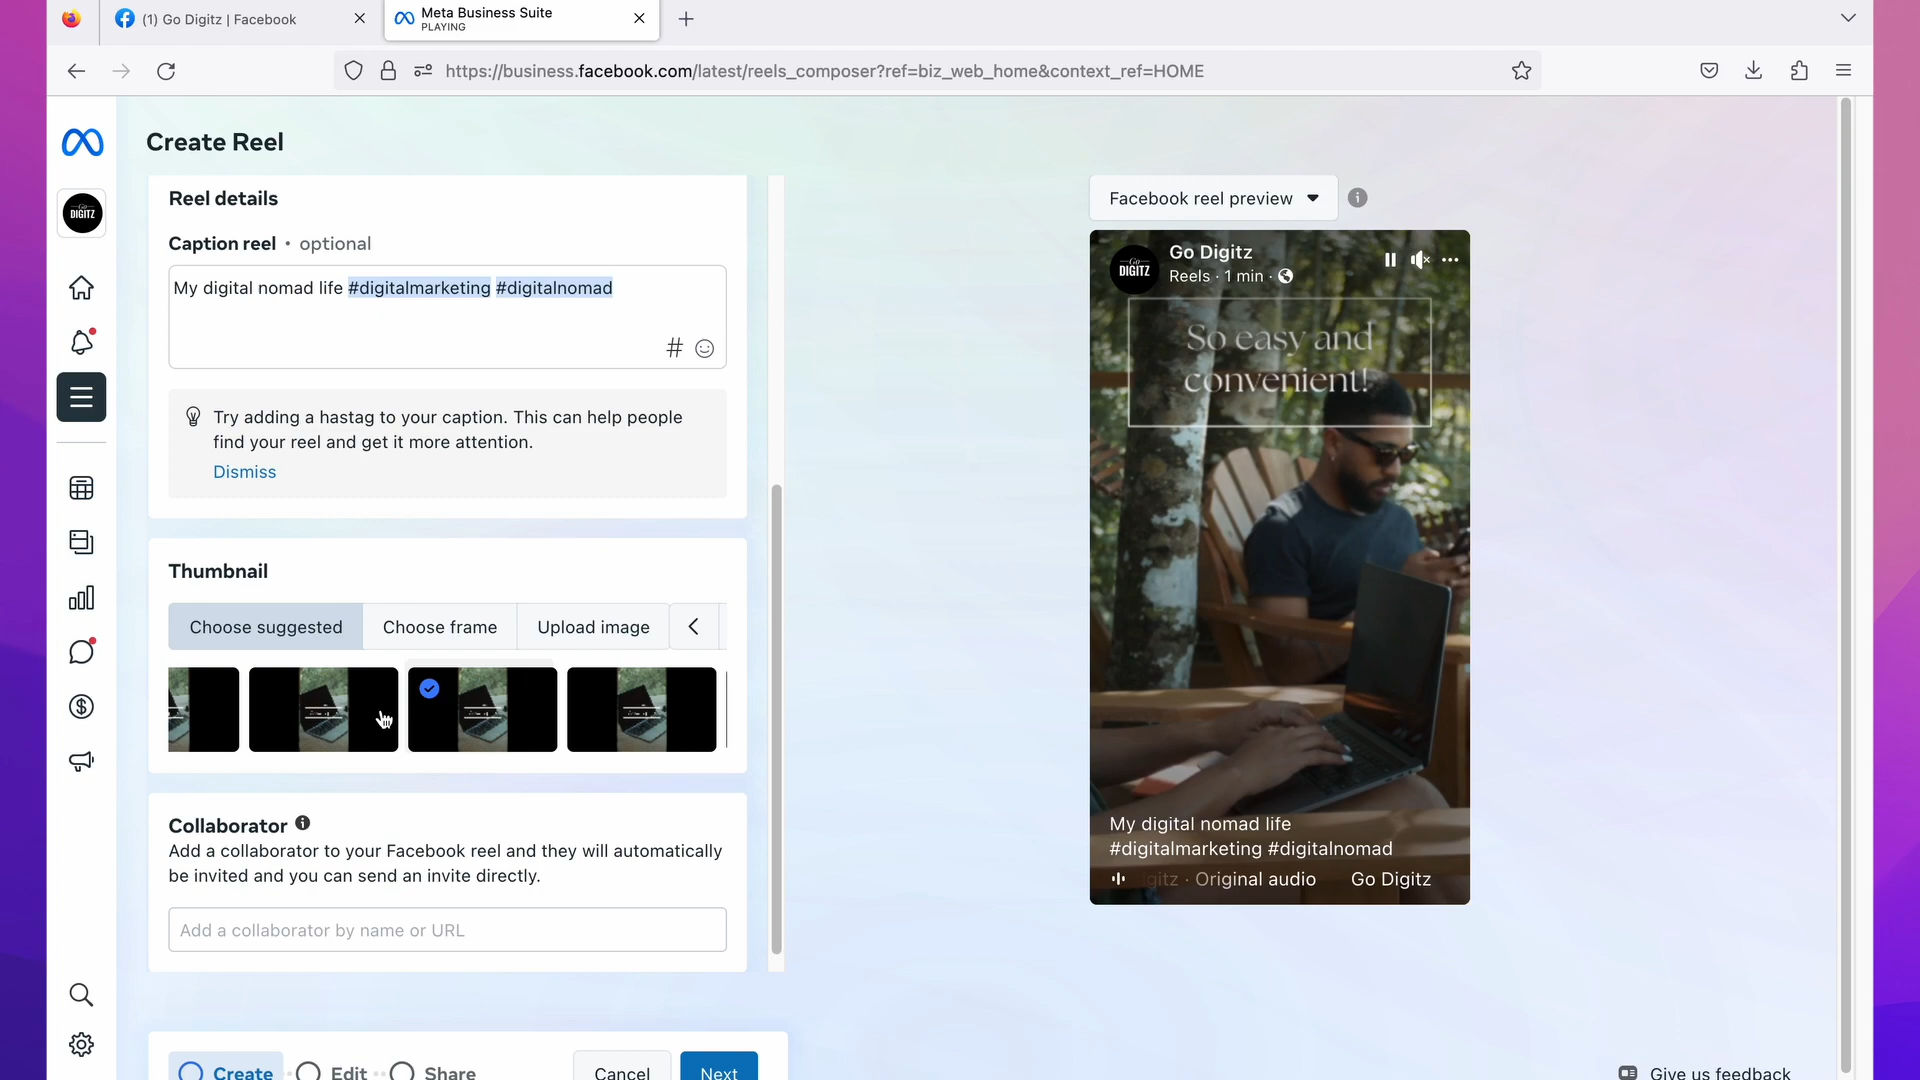 (1) Go Digitz | Facebook
Meta Business Suite
PLAYING
https://business.facebook.com/latest/reels_composer?ref=biz_web_home&context_ref=HOME
Create Reel
Go
DIGITZ
Reel details
Caption reel • optional
My digital nomad life #digitalmarketing #digitalnomad
#
Try adding a hastag to your caption. This can help people
find your reel and get it more attention.
Dismiss
Thumbnail
Choose suggested
Choose frame
Upload image
Collaborator
Add a collaborator to your Facebook reel and they will automatically
be invited and you can send an invite directly.
Add a collaborator by name or URL
Create
Edit
Share
Cancel
Next
Facebook reel preview
Go
DIGITZ
Go Digitz
Reels · 1 min ·
So easy and
convenient!
My digital nomad life
#digitalmarketing #digitalnomad
gitz · Original audio
Go Digitz
Give us feedback